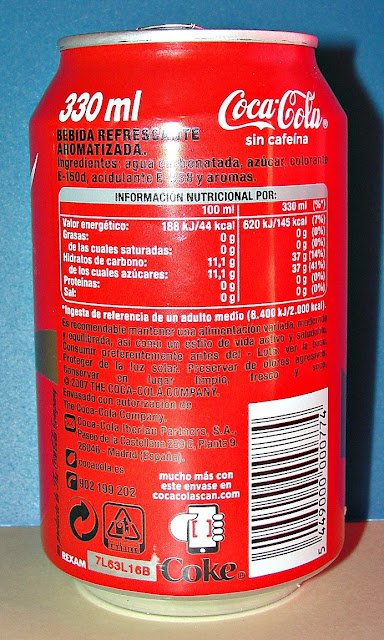 330 ml
Coca-Cola®
sin cafeína
BEBIDA REFRESCANTE
AROMATIZADA.
Ingredientes: agua carbonatada, azúcar, colorante
E-150d, acidulante E-338 y aromas.
INFORMACIÓN NUTRICIONAL POR:
100 ml 330 ml (%*)
Valor energético: 188 kJ/44 kcal 620 kJ/145 kcal (7%)
Grasas: 0 g 0 g (0%)
de las cuales saturadas: 0 g 0 g (0%)
Hidratos de carbono: 11,1 g 37 g (14%)
de los cuales azúcares: 11,1 g 37 g (41%)
Proteínas: 0 g 0 g (0%)
Sal: 0 g 0 g (0%)
*Ingesta de referencia de un adulto medio (8.400 kJ/2.000 kcal).
Es recomendable mantener una alimentación variada, moderada
y equilibrada, así como un estilo de vida activo y saludable.
Consumir preferentemente antes del - Lote: ver la base.
Proteger de la luz solar. Preservar de olores agresivos.
Conservar en lugar limpio, fresco y seco.
© 2007 THE COCA-COLA COMPANY.
Envasado con autorización de
The Coca-Cola Company.
Coca-Cola Iberian Partners, S.A.,
Paseo de la Castellana 259 C, Planta 9
28046 - Madrid (España).
cocacola.es
902 199 202
mucho más con
este envase en
cocacolascan.com
REXAM
7L63L16B
Coke®